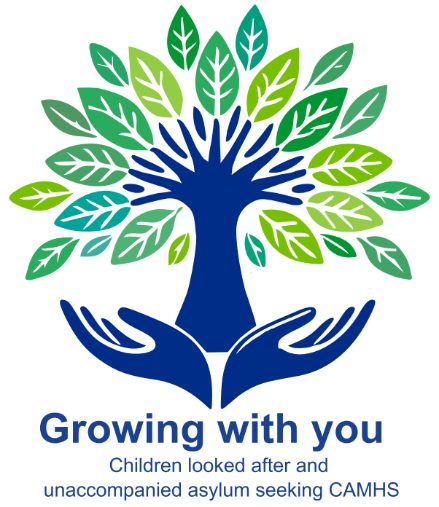 Growing with you
Children looked after and
unaccompanied asylum seeking CAMHS